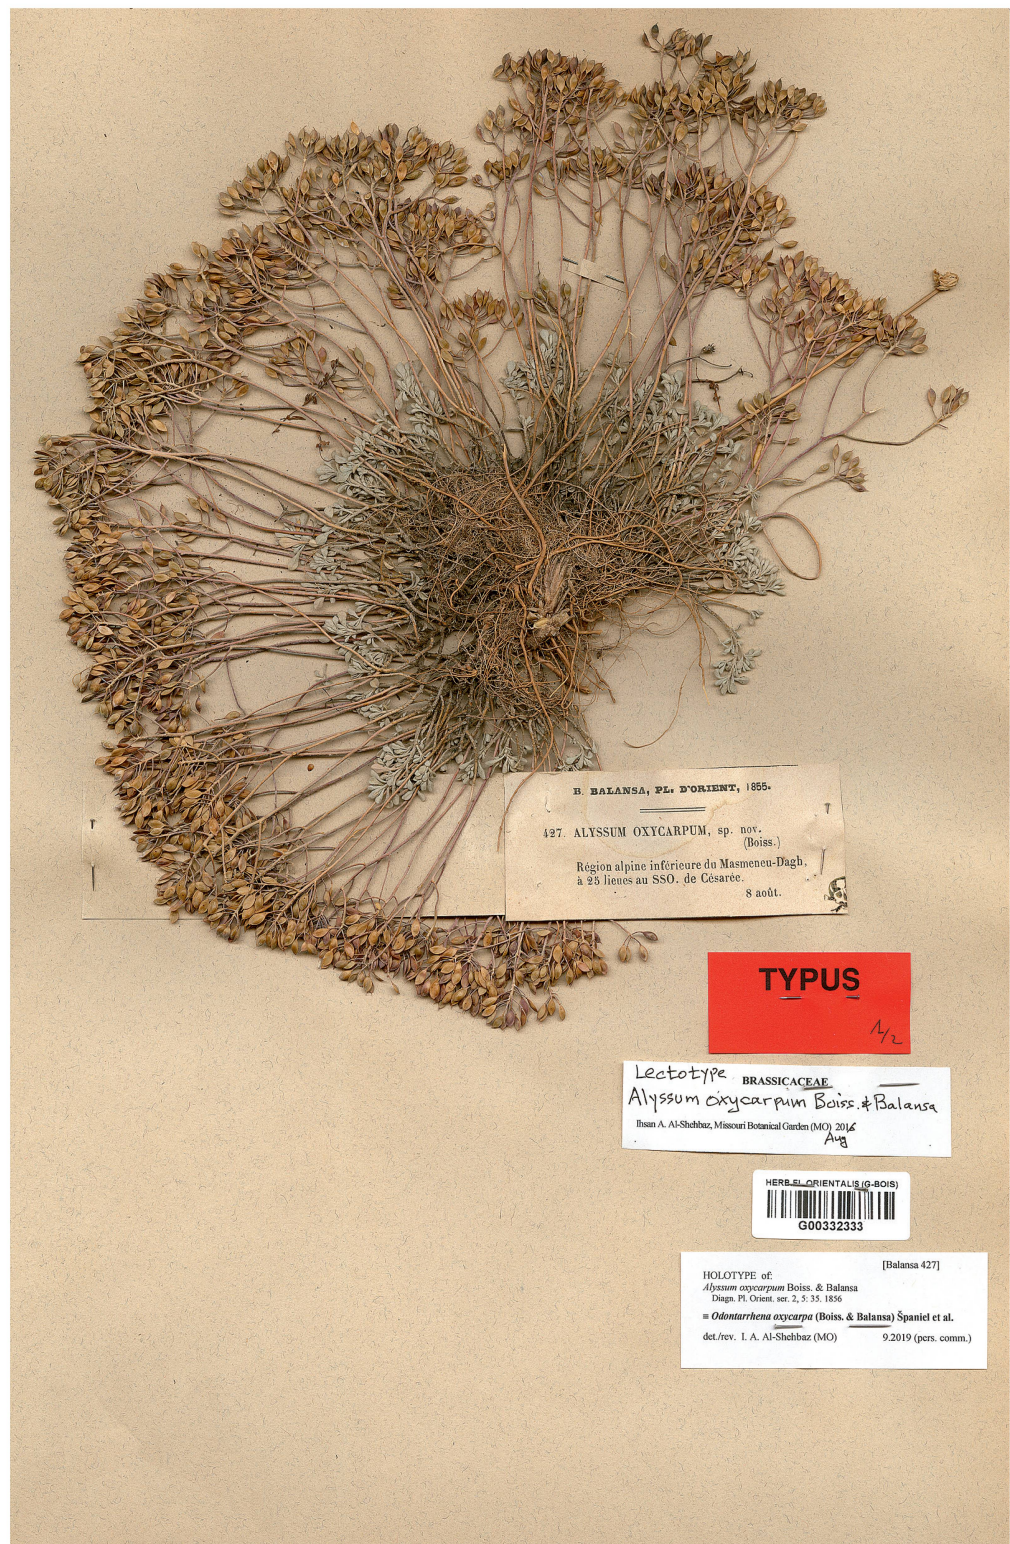 B. BALANSA, PL. D'ORIENT, 1855.
427. ALYSSUM OXYCARPUM, sp. nov.
(Boiss.)
Région alpine inférieure du Masmeneu-Dagh,
à 25 lieues au SSO. de Césarée.
8 août.
TYPUS
1/2
Lectotype
BRASSICACEAE
Alyssum oxycarpum Boiss. & Balansa
Ihsan A. Al-Shehbaz, Missouri Botanical Garden (MO) 2016
Aug
HERB.FL.ORIENTALIS (G-BOIS)
G00332333
[Balansa 427]
HOLOTYPE of:
Alyssum oxycarpum Boiss. & Balansa
Diagn. Pl. Orient. ser. 2, 5: 35. 1856
≡ Odontarrhena oxycarpa (Boiss. & Balansa) Španiel et al.
det./rev. I. A. Al-Shehbaz (MO) 9.2019 (pers. comm.)